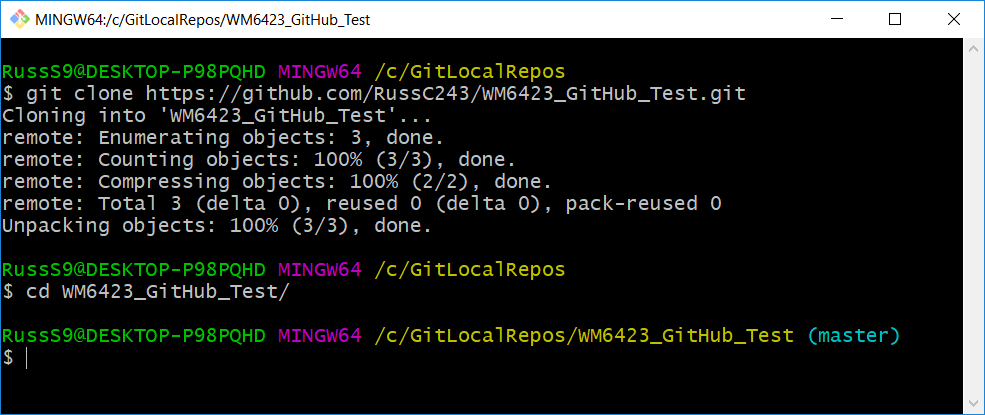 MINGW64:/c/GitLocalRepos/WM6423_GitHub_Test
RussS9@DESKTOP-P98PQHD MINGW64 /c/GitLocalRepos
$ git clone https://github.com/RussC243/WM6423_GitHub_Test.git
Cloning into 'WM6423_GitHub_Test'...
remote: Enumerating objects: 3, done.
remote: Counting objects: 100% (3/3), done.
remote: Compressing objects: 100% (2/2), done.
remote: Total 3 (delta 0), reused 0 (delta 0), pack-reused 0
Unpacking objects: 100% (3/3), done.
RussS9@DESKTOP-P98PQHD MINGW64 /c/GitLocalRepos
$ cd WM6423_GitHub_Test/
RussS9@DESKTOP-P98PQHD MINGW64 /c/GitLocalRepos/WM6423_GitHub_Test (master)
$